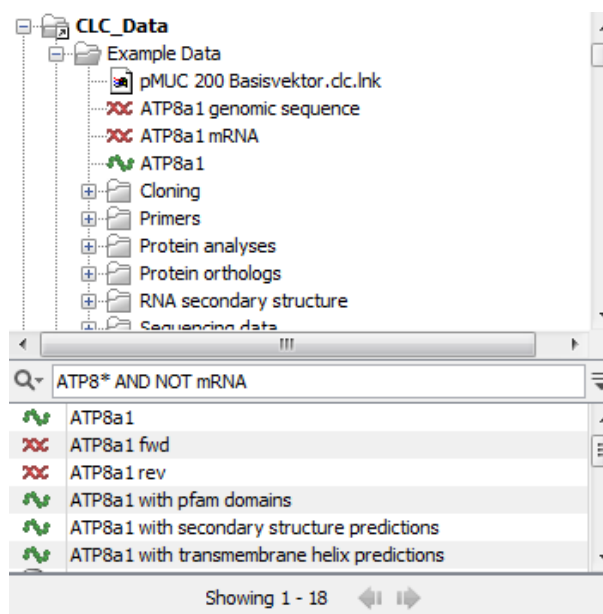 CLC_Data
Example Data
pMUC 200 Basisvektor.clc.lnk
ATP8a1 genomic sequence
ATP8a1 mRNA
ATP8a1
Cloning
Primers
Protein analyses
Protein orthologs
RNA secondary structure
Sequencing data
ATP8* AND NOT mRNA
ATP8a1
ATP8a1 fwd
ATP8a1 rev
ATP8a1 with pfam domains
ATP8a1 with secondary structure predictions
ATP8a1 with transmembrane helix predictions
Showing 1 - 18